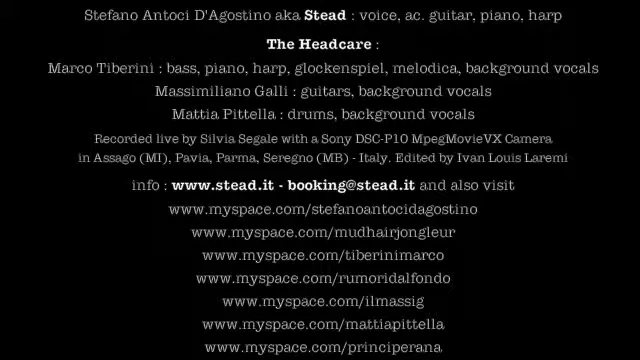 Stefano Antoci D'Agostino aka Stead : voice, ac. guitar, piano, harp
The Headcare :
Marco Tiberini : bass, piano, harp, glockenspiel, melodica, background vocals
Massimiliano Galli : guitars, background vocals
Mattia Pittella : drums, background vocals
Recorded live by Silvia Segale with a Sony DSC-P10 MpegMovieVX Camera
in Assago (MI), Pavia, Parma, Seregno (MB) - Italy. Edited by Ivan Louis Laremi
info : www.stead.it - booking@stead.it and also visit
www.myspace.com/stefanoantocidagostino
www.myspace.com/mudhairjongleur
www.myspace.com/tiberinimarco
www.myspace.com/rumoridalfondo
www.myspace.com/ilmassig
www.myspace.com/mattiapittella
www.myspace.com/principerana